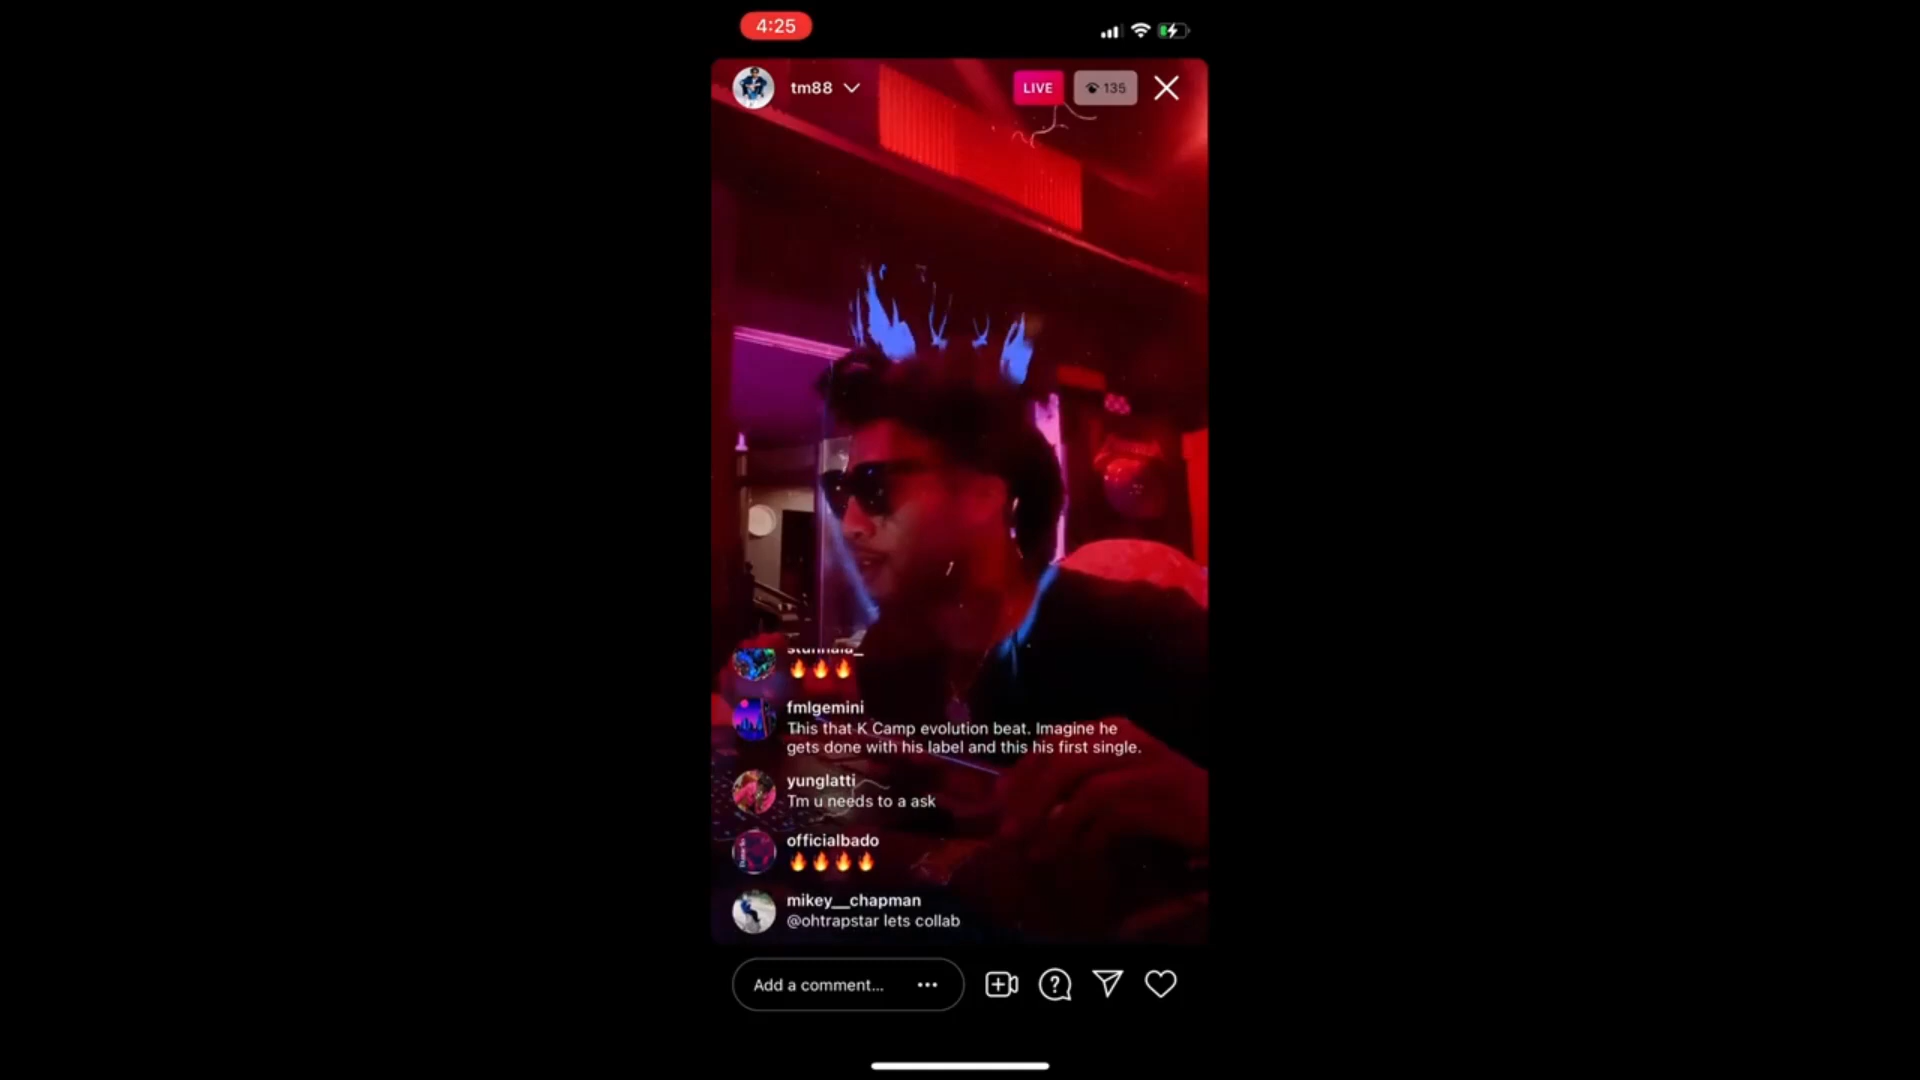 4:25
tm88
LIVE
135
fmlgemini
This that K Camp evolution beat. Imagine he
gets done with his label and this his first single.
yunglatti
Tm u needs to a ask
officialbado
🔥🔥🔥🔥
mikey__chapman
@ohtrapstar lets collab
Add a comment...